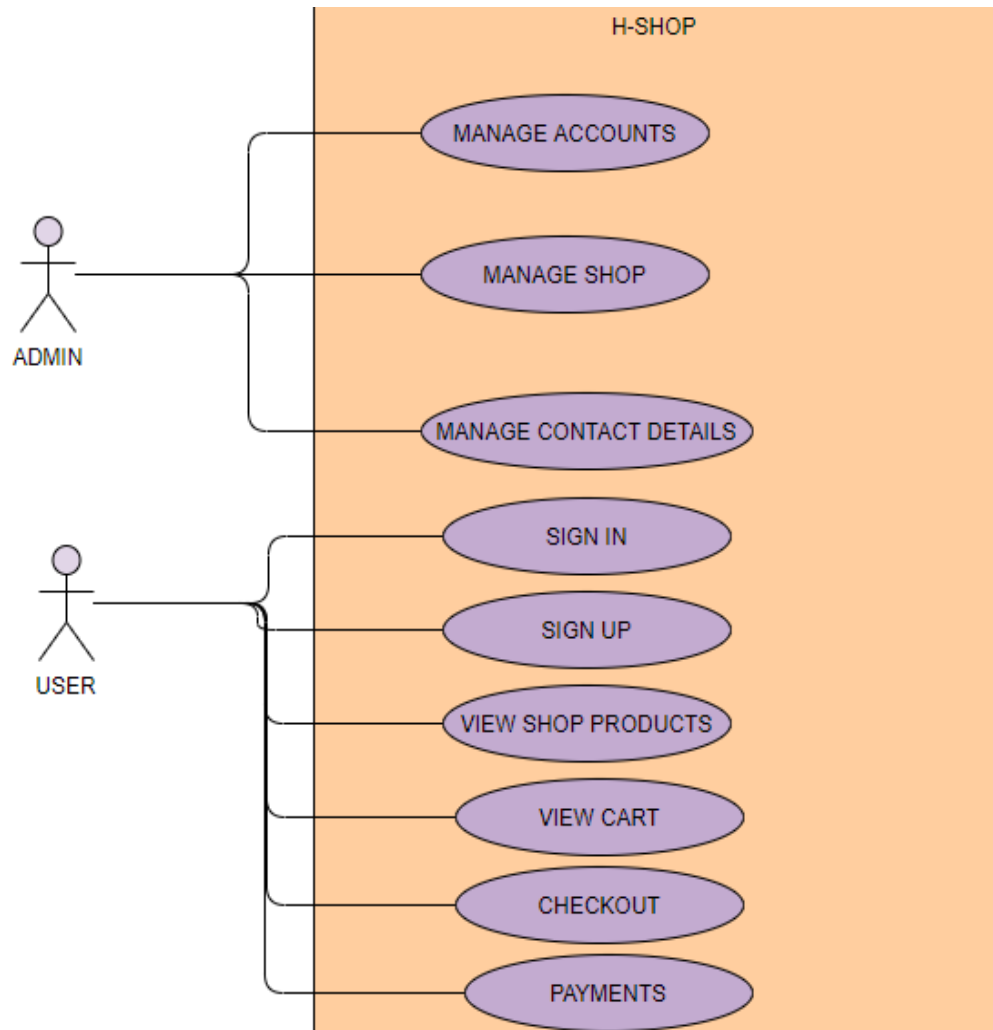 H-SHOP
MANAGE ACCOUNTS
MANAGE SHOP
ADMIN
MANAGE CONTACT DETAILS
SIGN IN
SIGN UP
USER
VIEW SHOP PRODUCTS
VIEW CART
CHECKOUT
PAYMENTS